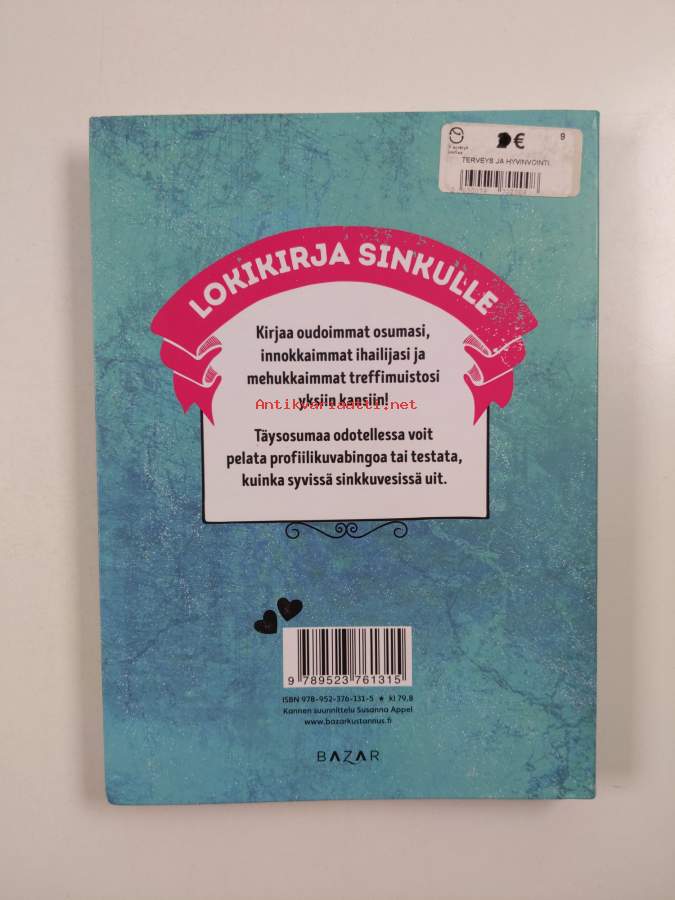 €
9
TERVEYS JA HYVINVOINTI
LOKIKIRJA SINKULLE
Kirjaa oudoimmat osumasi,
innokkaimmat ihailijasi ja
mehukkaimmat treffimuistosi
yksiin kansiin!
Antikvariaatti.net
Täysosumaa odotellessa voit
pelata profiilikuvabingoa tai testata,
kuinka syvissä sinkkuvesissä uit.
9 789523 761315
ISBN 978-952-376-131-5 ★ kl 79.8
Kannen suunnittelu Susanna Appel
www.bazarkustannus.fi
BAZAR